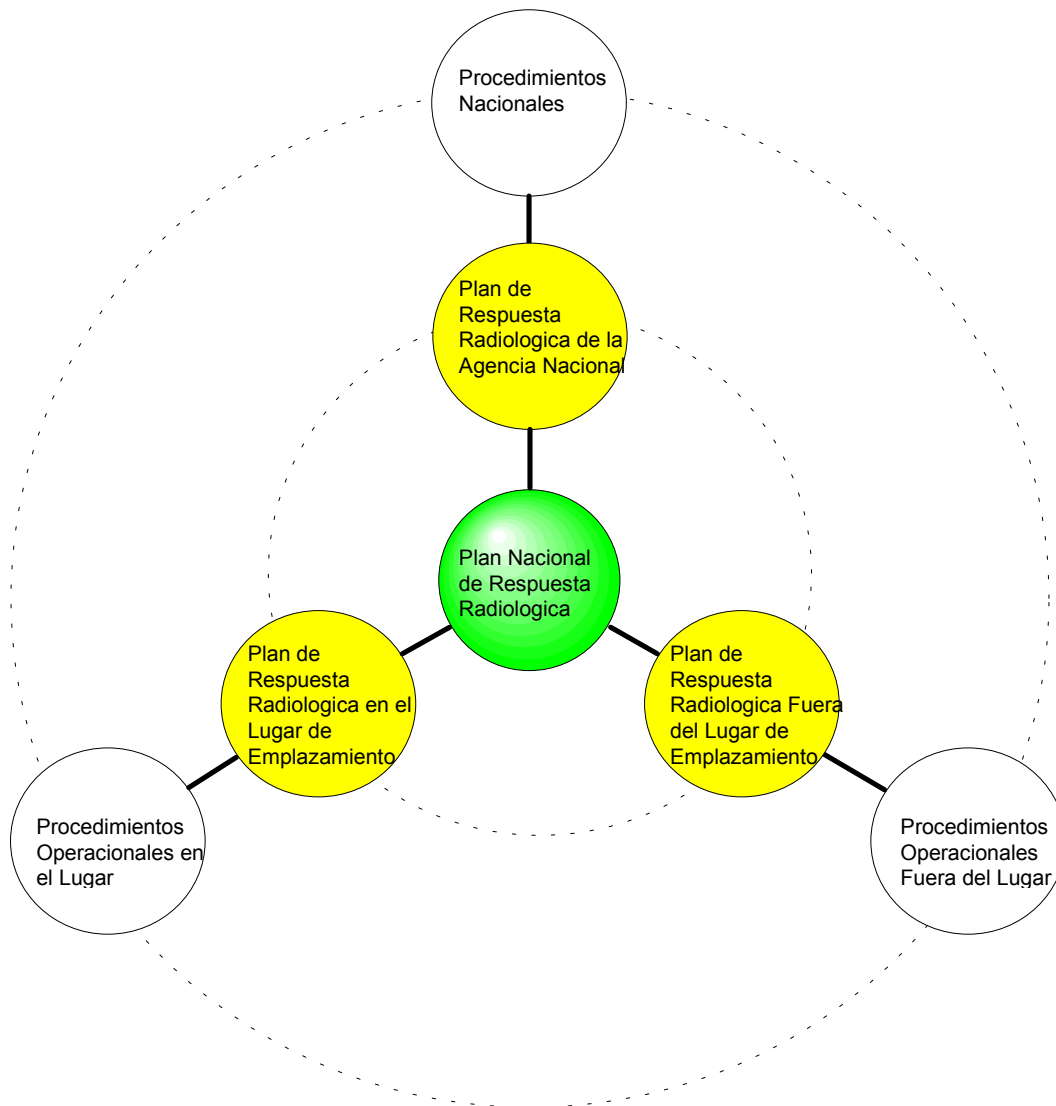 Procedimientos
Nacionales
Plan de
Respuesta
Radiologica de la
Agencia Nacional
Plan Nacional
de Respuesta
Radiologica
Plan de
Respuesta
Radiologica en el
Lugar de
Emplazamiento
Plan de
Respuesta
Radiologica Fuera
del Lugar de
Emplazamiento
Procedimientos
Operacionales en
el Lugar
Procedimientos
Operacionales
Fuera del Lugar